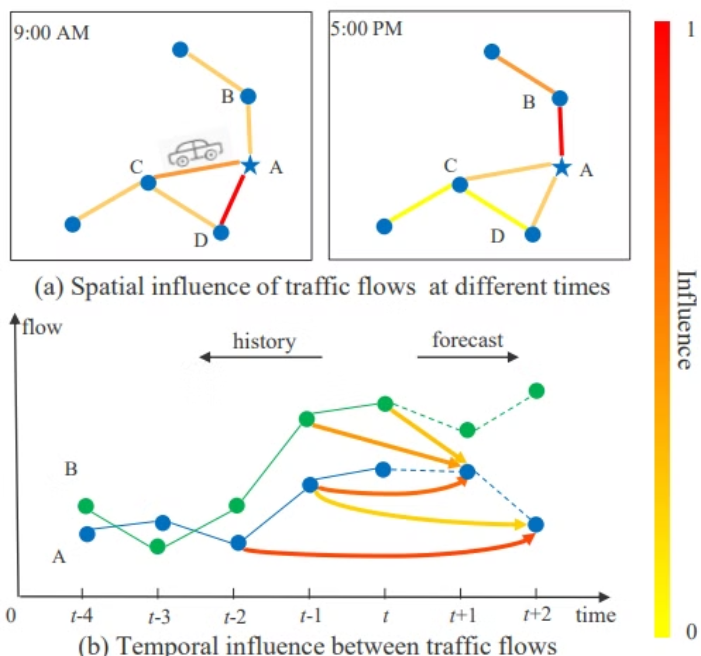 9:00 AM
B
C
A
D
5:00 PM
B
C
A
D
1
Influence
0
(a) Spatial influence of traffic flows at different times
flow
history
forecast
B
A
0 t-4 t-3 t-2 t-1 t t+1 t+2 time
(b) Temporal influence between traffic flows